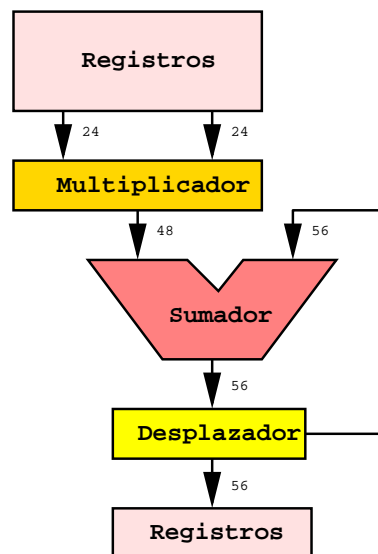 Registros
24 24
Multiplicador
48 56
Sumador
56
Desplazador
56
Registros